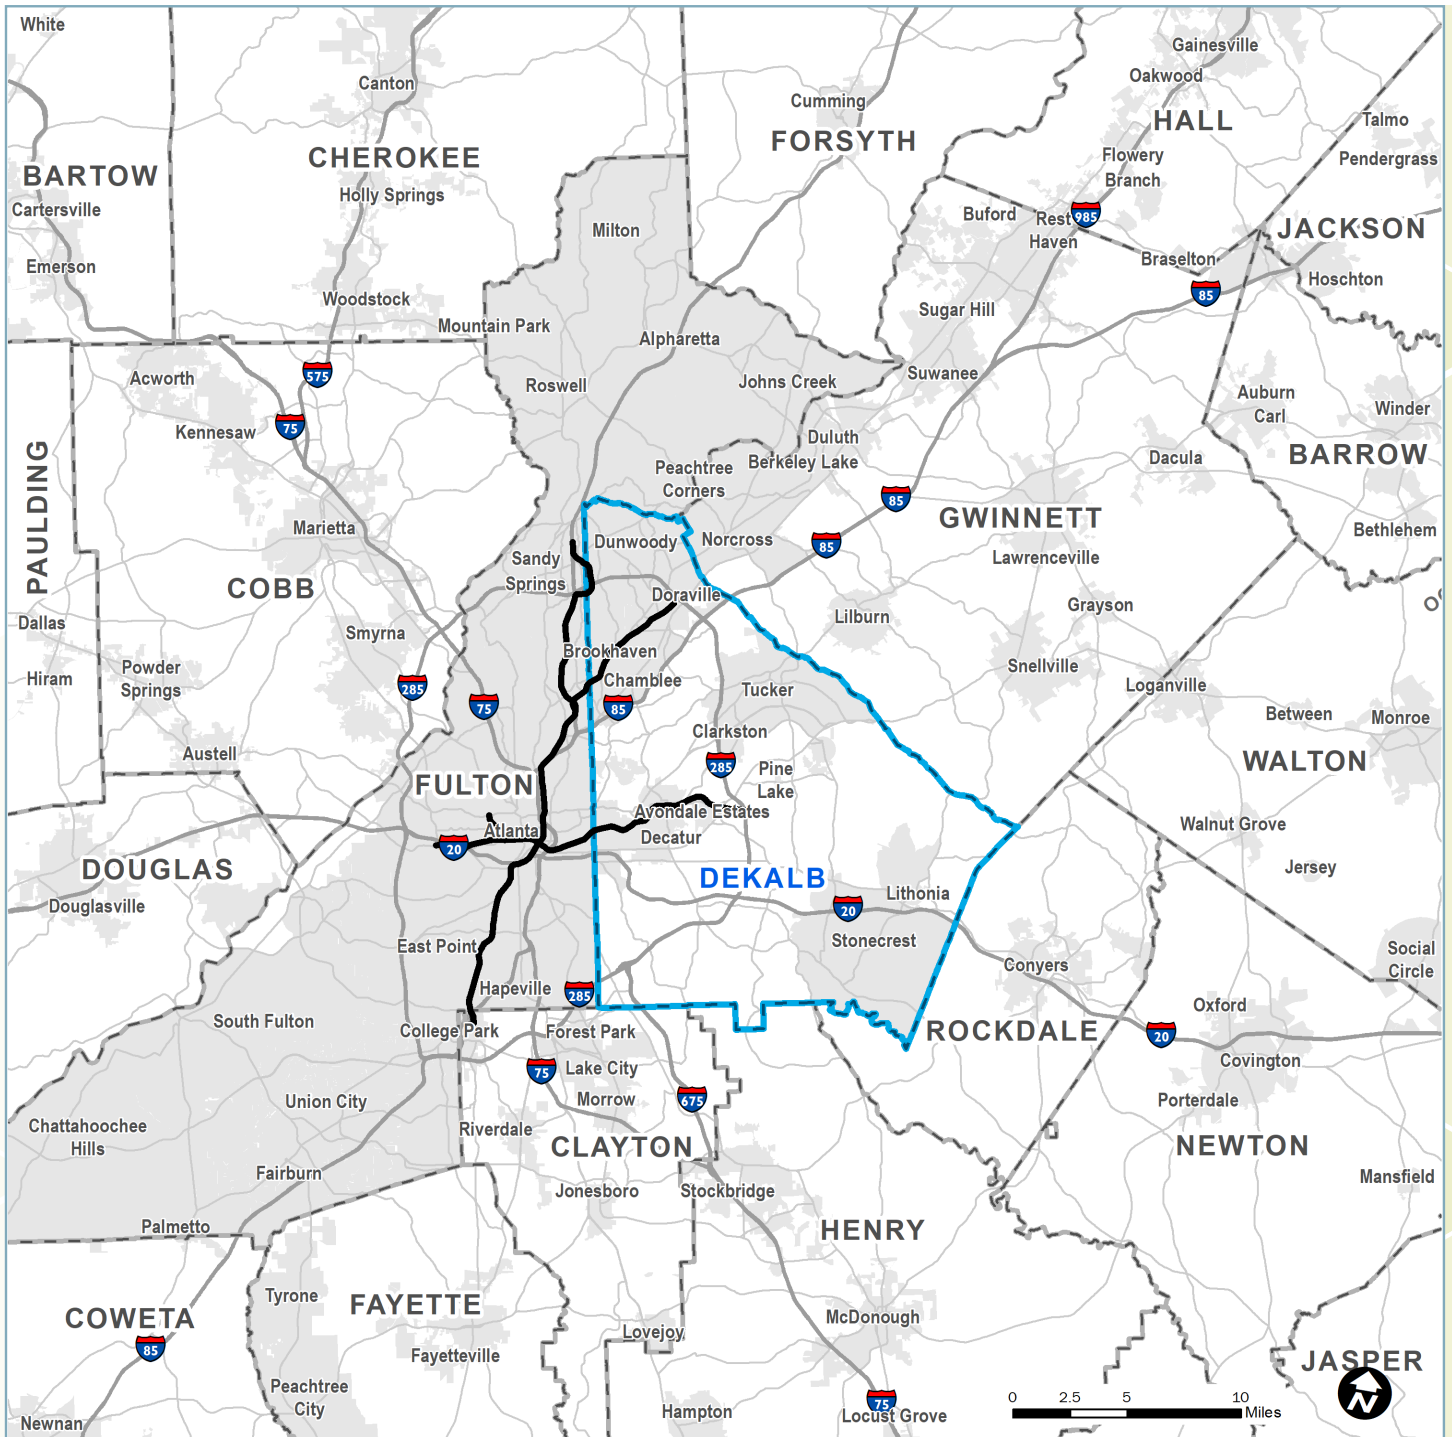 White
Gainesville
Oakwood
Canton
Cumming
HALL
Talmo
FORSYTH
CHEROKEE
Flowery
Branch
Pendergrass
BARTOW
Holly Springs
Cartersville
Buford
Rest
Haven
985
JACKSON
Milton
Braselton
Emerson
Hoschton
85
Woodstock
Sugar Hill
Mountain Park
Alpharetta
575
Acworth
Roswell
Johns Creek
Suwanee
Auburn
Carl
Winder
75
Kennesaw
Duluth
Berkeley Lake
BARROW
Dacula
Peachtree
Corners
PAULDING
85
GWINNETT
Marietta
Bethlehem
Dunwoody
Norcross
85
Sandy
Springs
Lawrenceville
COBB
Doraville
Grayson
Dallas
Lilburn
Smyrna
Brookhaven
Snellville
Powder
Springs
Hiram
285
Chamblee
Tucker
Loganville
75
85
Between
Monroe
Clarkston
Austell
285
WALTON
Pine
Lake
FULTON
Avondale Estates
Atlanta
Walnut Grove
20
Decatur
DOUGLAS
DEKALB
Jersey
Lithonia
Douglasville
20
Stonecrest
East Point
Social
Circle
Conyers
Hapeville
285
Oxford
South Fulton
College Park
Forest Park
ROCKDALE
20
Covington
75
Lake City
Union City
Morrow
675
Porterdale
Chattahoochee
Hills
Riverdale
CLAYTON
NEWTON
Fairburn
Mansfield
Jonesboro
Stockbridge
Palmetto
HENRY
Tyrone
FAYETTE
COWETA
McDonough
Lovejoy
85
Fayetteville
JASPER
Peachtree
City
75
0 2.5 5 10
Miles
N
Newnan
Hampton
Locust Grove